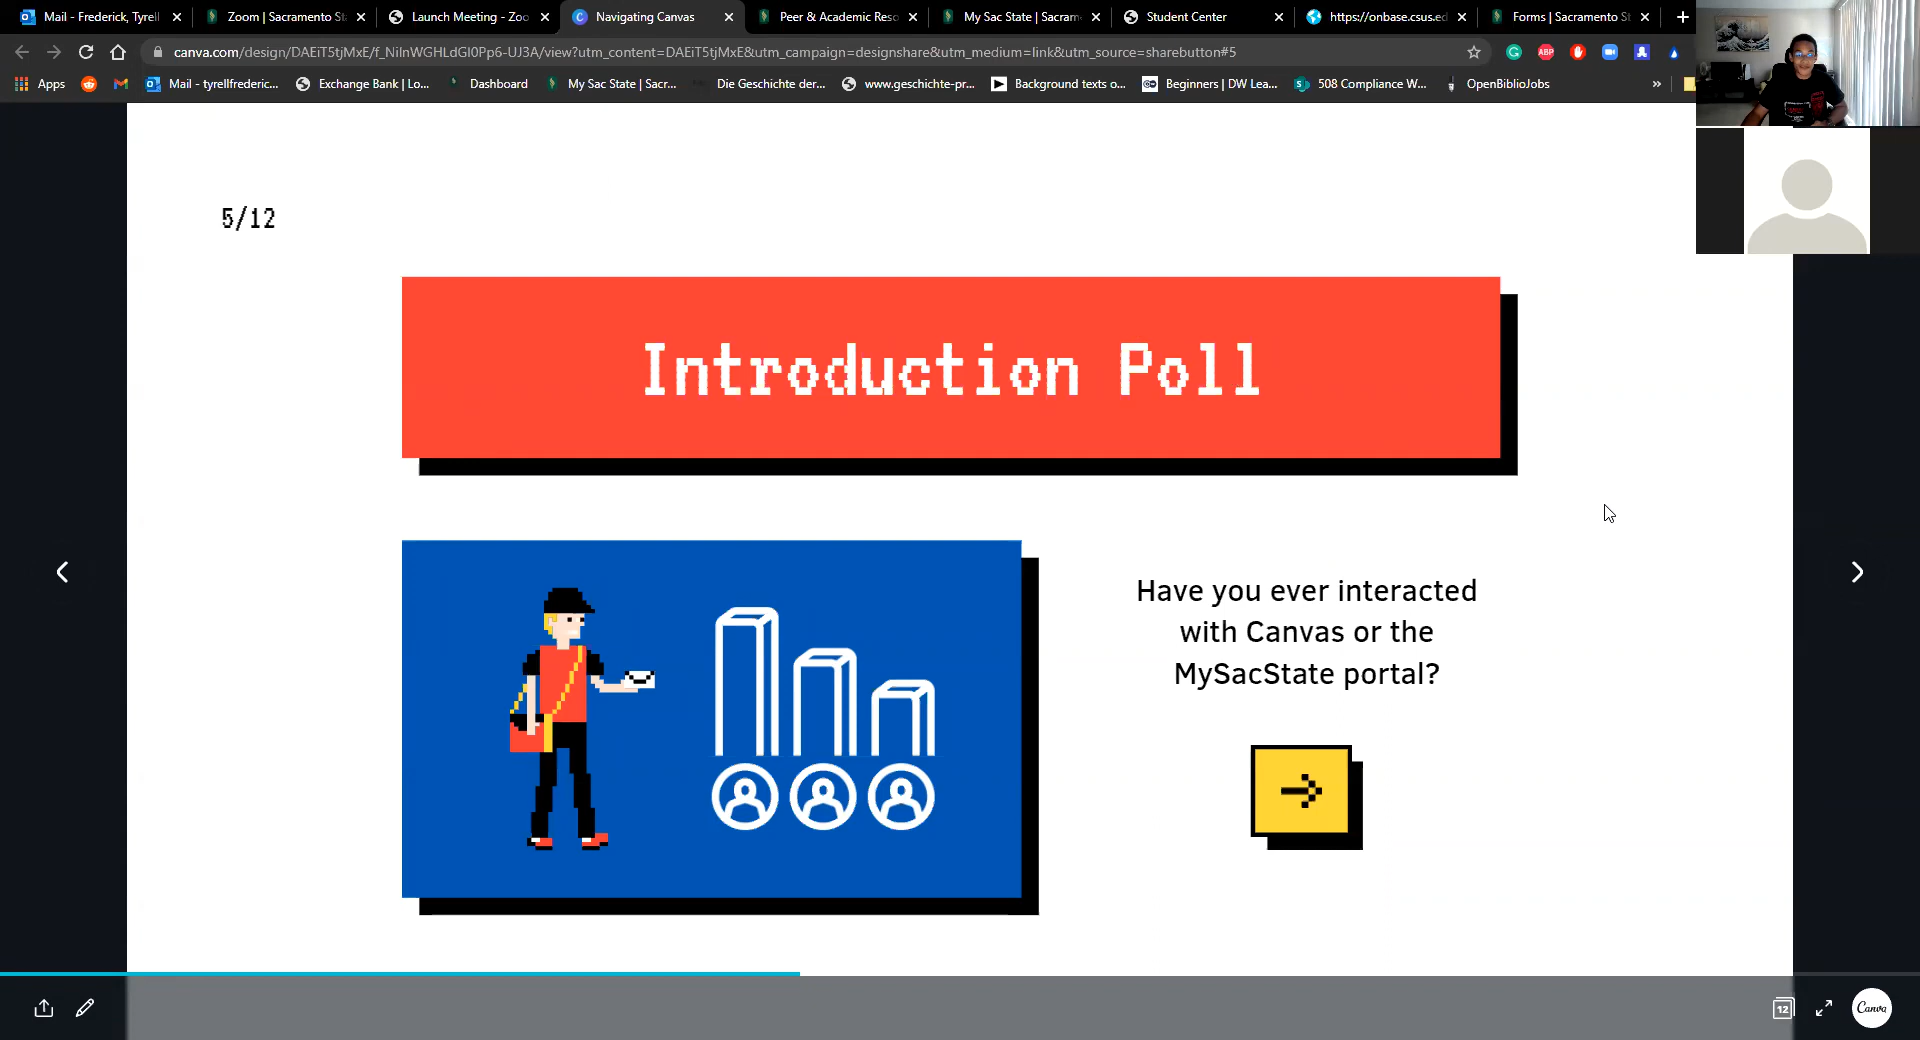 Mail - Frederick, Tyrell
Zoom | Sacramento St
Launch Meeting - Zoo
Navigating Canvas
Peer & Academic Reso
My Sac State | Sacram
Student Center
https://onbase.csus.ed
Forms | Sacramento St
canva.com/design/DAEiT5tjMxE/f_NiInWGHLdGl0Pp6-UJ3A/view?utm_content=DAEiT5tjMxE&utm_campaign=designshare&utm_medium=link&utm_source=sharebutton#5
ABP
Apps
Mail - tyrellfrederic...
Exchange Bank | Lo...
Dashboard
My Sac State | Sacr...
Die Geschichte der...
www.geschichte-pr...
Background texts o...
Beginners | DW Lea...
508 Compliance W...
OpenBiblioJobs
5/12
Introduction Poll
Have you ever interacted
with Canvas or the
MySacState portal?
12
Canva